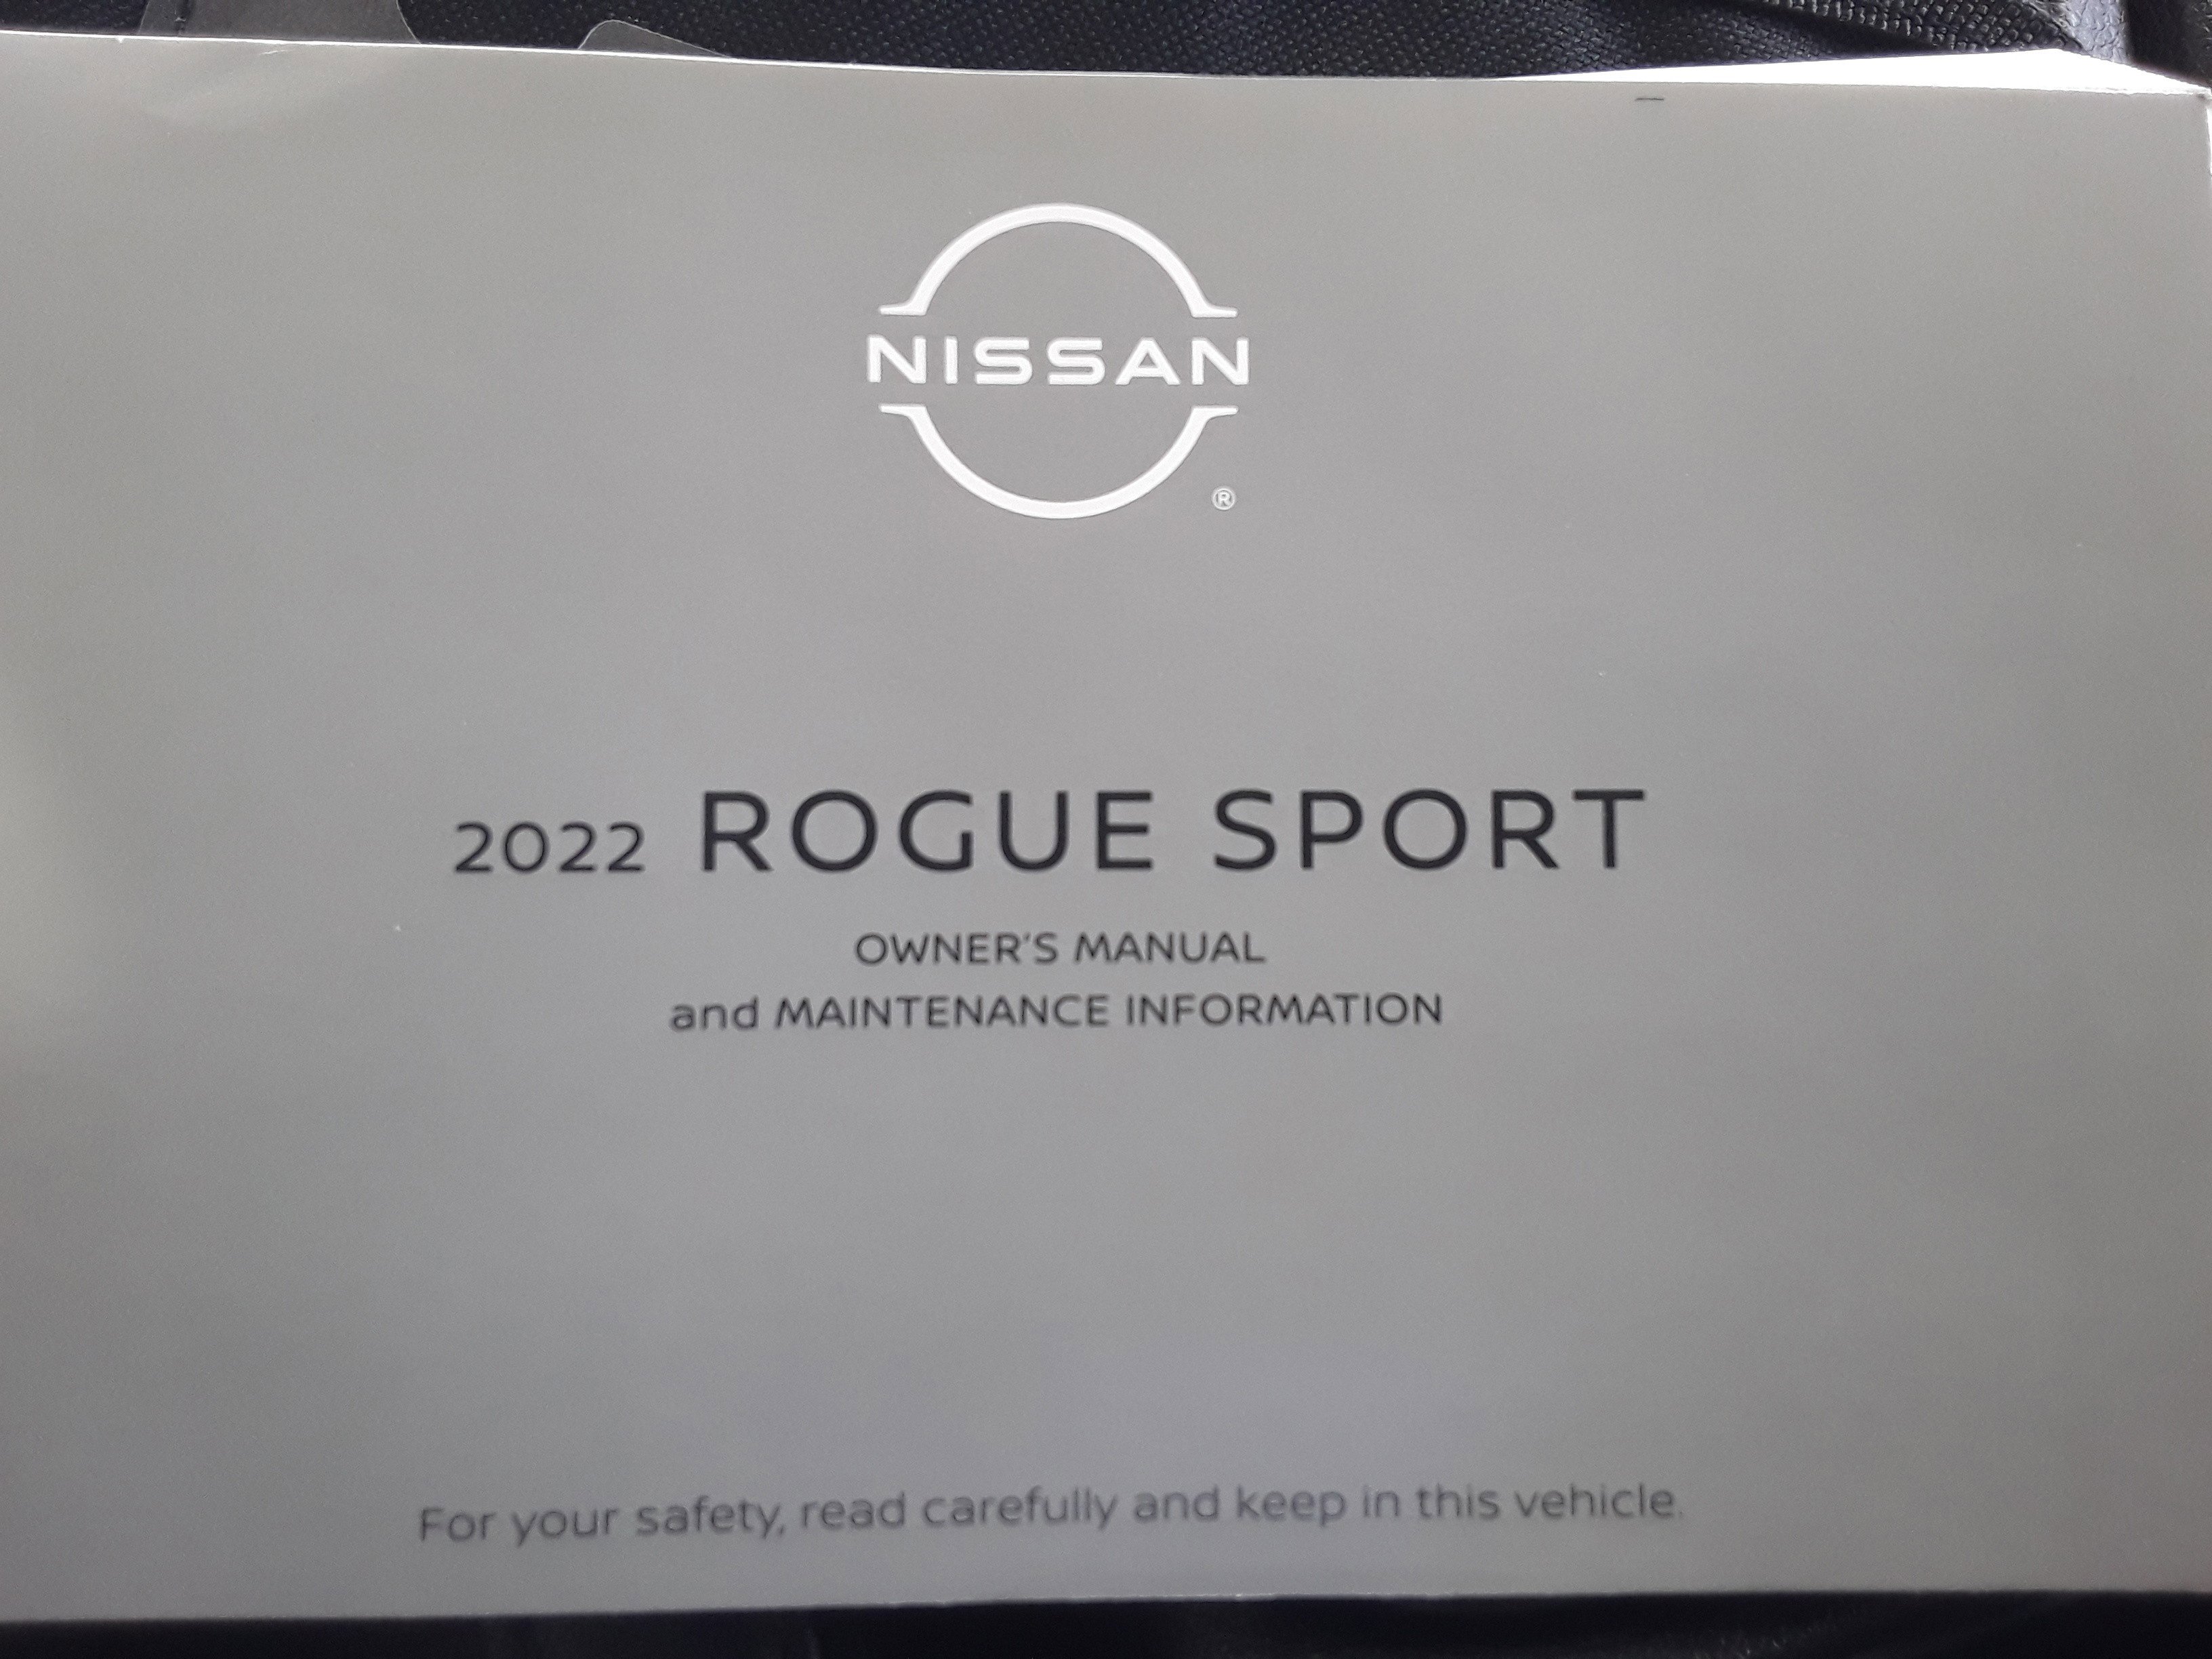 NISSAN
®
2022 ROGUE SPORT
OWNER'S MANUAL
and MAINTENANCE INFORMATION
For your safety, read carefully and keep in this vehicle.